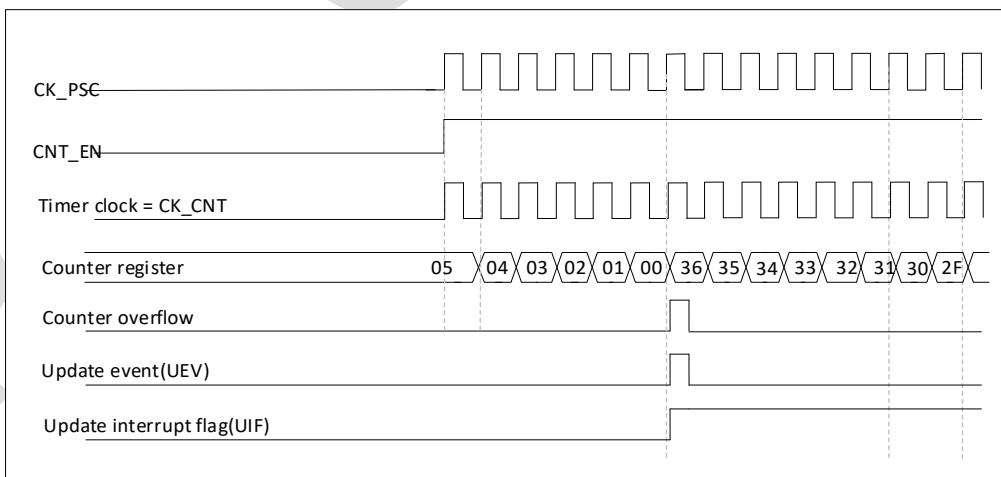 CK_PSC
CNT_EN
Timer clock = CK_CNT
Counter register 05 04 03 02 01 00 36 35 34 33 32 31 30 2F
Counter overflow
Update event(UEV)
Update interrupt flag(UIF)